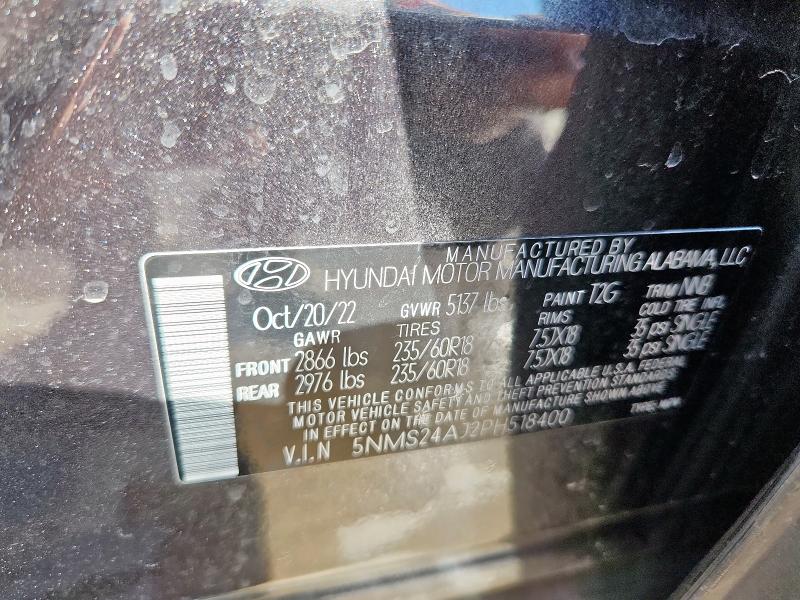 MANUFACTURED BY
HYUNDAI MOTOR MANUFACTURING ALABAMA, LLC
Oct/20/22 GVWR 5137 lbs PAINT T2G TRIM NNB
GAWR TIRES RIMS COLD TIRE INFL
FRONT 2866 lbs 235/60R18 7.5JX18 35 psi SINGLE
REAR 2976 lbs 235/60R18 7.5JX18 35 psi SINGLE
THIS VEHICLE CONFORMS TO ALL APPLICABLE U.S.A. FEDERAL
MOTOR VEHICLE SAFETY AND THEFT PREVENTION STANDARDS
IN EFFECT ON THE DATE OF MANUFACTURE SHOWN ABOVE
V.I.N 5NMS24AJ2PH518400 TYPE: MPV